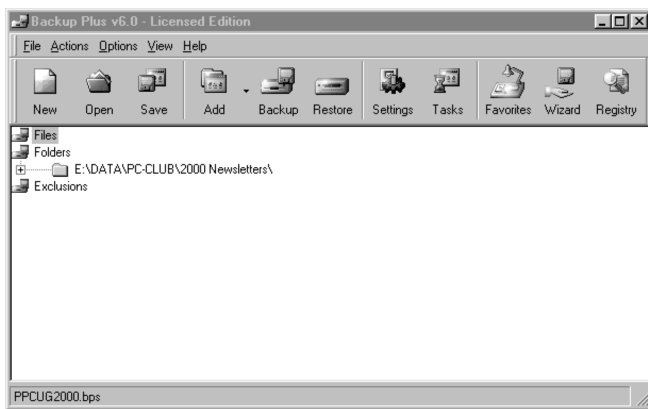 Backup Plus v6.0 - Licensed Edition
File Actions Options View Help
New Open Save Add Backup Restore Settings Tasks Favorites Wizard Registry
Files
Folders
E:\DATA\PC-CLUB\2000 Newsletters\
Exclusions
PPCUG2000.bps